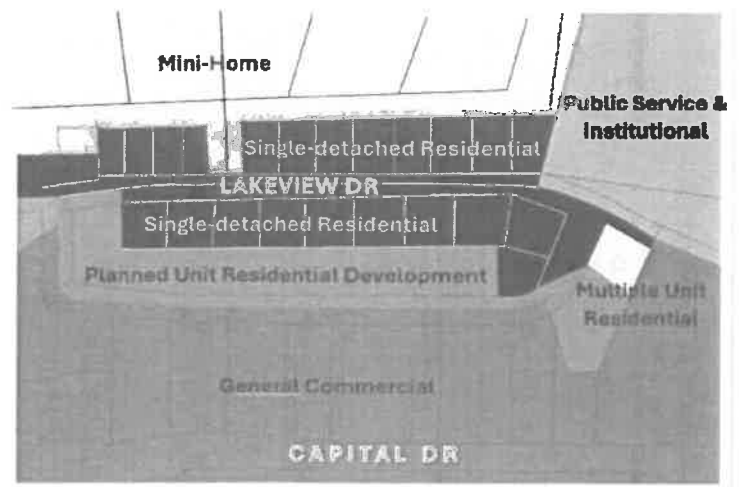 Mini-Home
Public Service &
Institutional
Single-detached Residential
LAKEVIEW DR
Single-detached Residential
Planned Unit Residential Development
Multiple Unit
Residential
General Commercial
CAPITAL DR